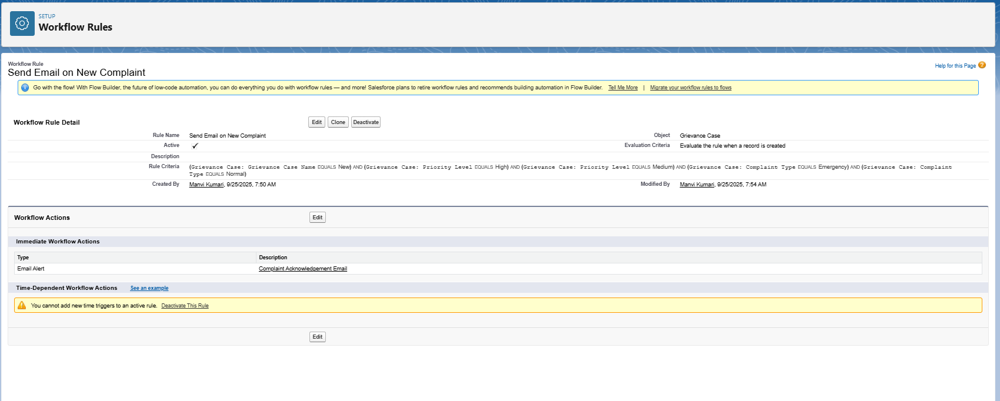 SETUP
Workflow Rules
Workflow Rule
Send Email on New Complaint
Help for this Page ?
Go with the flow! With Flow Builder, the future of low-code automation, you can do everything you do with workflow rules — and more! Salesforce plans to retire workflow rules and recommends building automation in Flow Builder. Tell Me More | Migrate your workflow rules to flows
Workflow Rule Detail
Edit Clone Deactivate
Rule Name Send Email on New Complaint Object Grievance Case
Active ✓ Evaluation Criteria Evaluate the rule when a record is created
Description
Rule Criteria (Grievance Case: Grievance Case Name EQUALS New) AND (Grievance Case: Priority Level EQUALS High) AND (Grievance Case: Priority Level EQUALS Medium) AND (Grievance Case: Complaint Type EQUALS Emergency) AND (Grievance Case: Complaint
Type EQUALS Normal)
Created By Manvi Kumari, 9/25/2025, 7:50 AM Modified By Manvi Kumari, 9/25/2025, 7:54 AM
Workflow Actions Edit
Immediate Workflow Actions
Type Description
Email Alert Complaint Acknowledgement Email
Time-Dependent Workflow Actions See an example
You cannot add new time triggers to an active rule. Deactivate This Rule
Edit